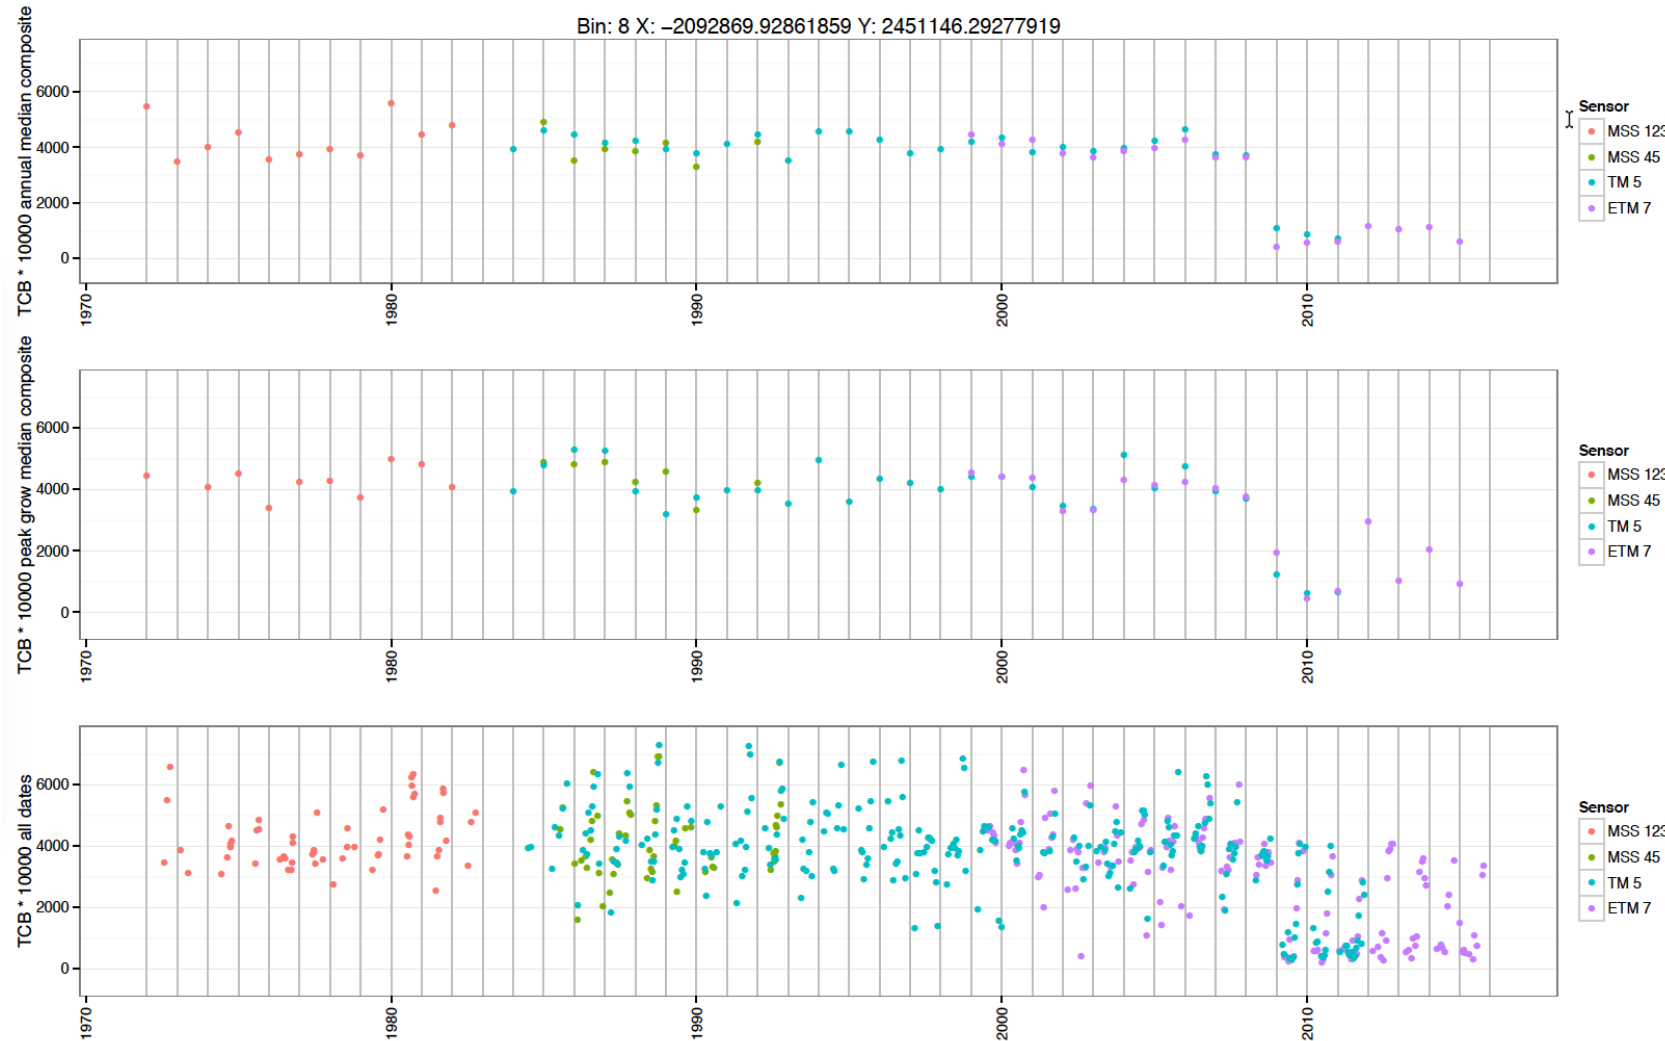 Bin: 8 X: −2092869.92861859 Y: 2451146.29277919
TCB * 10000 annual median composite
6000
4000
2000
0
1970
1980
1990
2000
2010
Sensor
MSS 123
MSS 45
TM 5
ETM 7
TCB * 10000 peak grow median composite
6000
4000
2000
0
1970
1980
1990
2000
2010
Sensor
MSS 123
MSS 45
TM 5
ETM 7
TCB * 10000 all dates
6000
4000
2000
0
1970
1980
1990
2000
2010
Sensor
MSS 123
MSS 45
TM 5
ETM 7